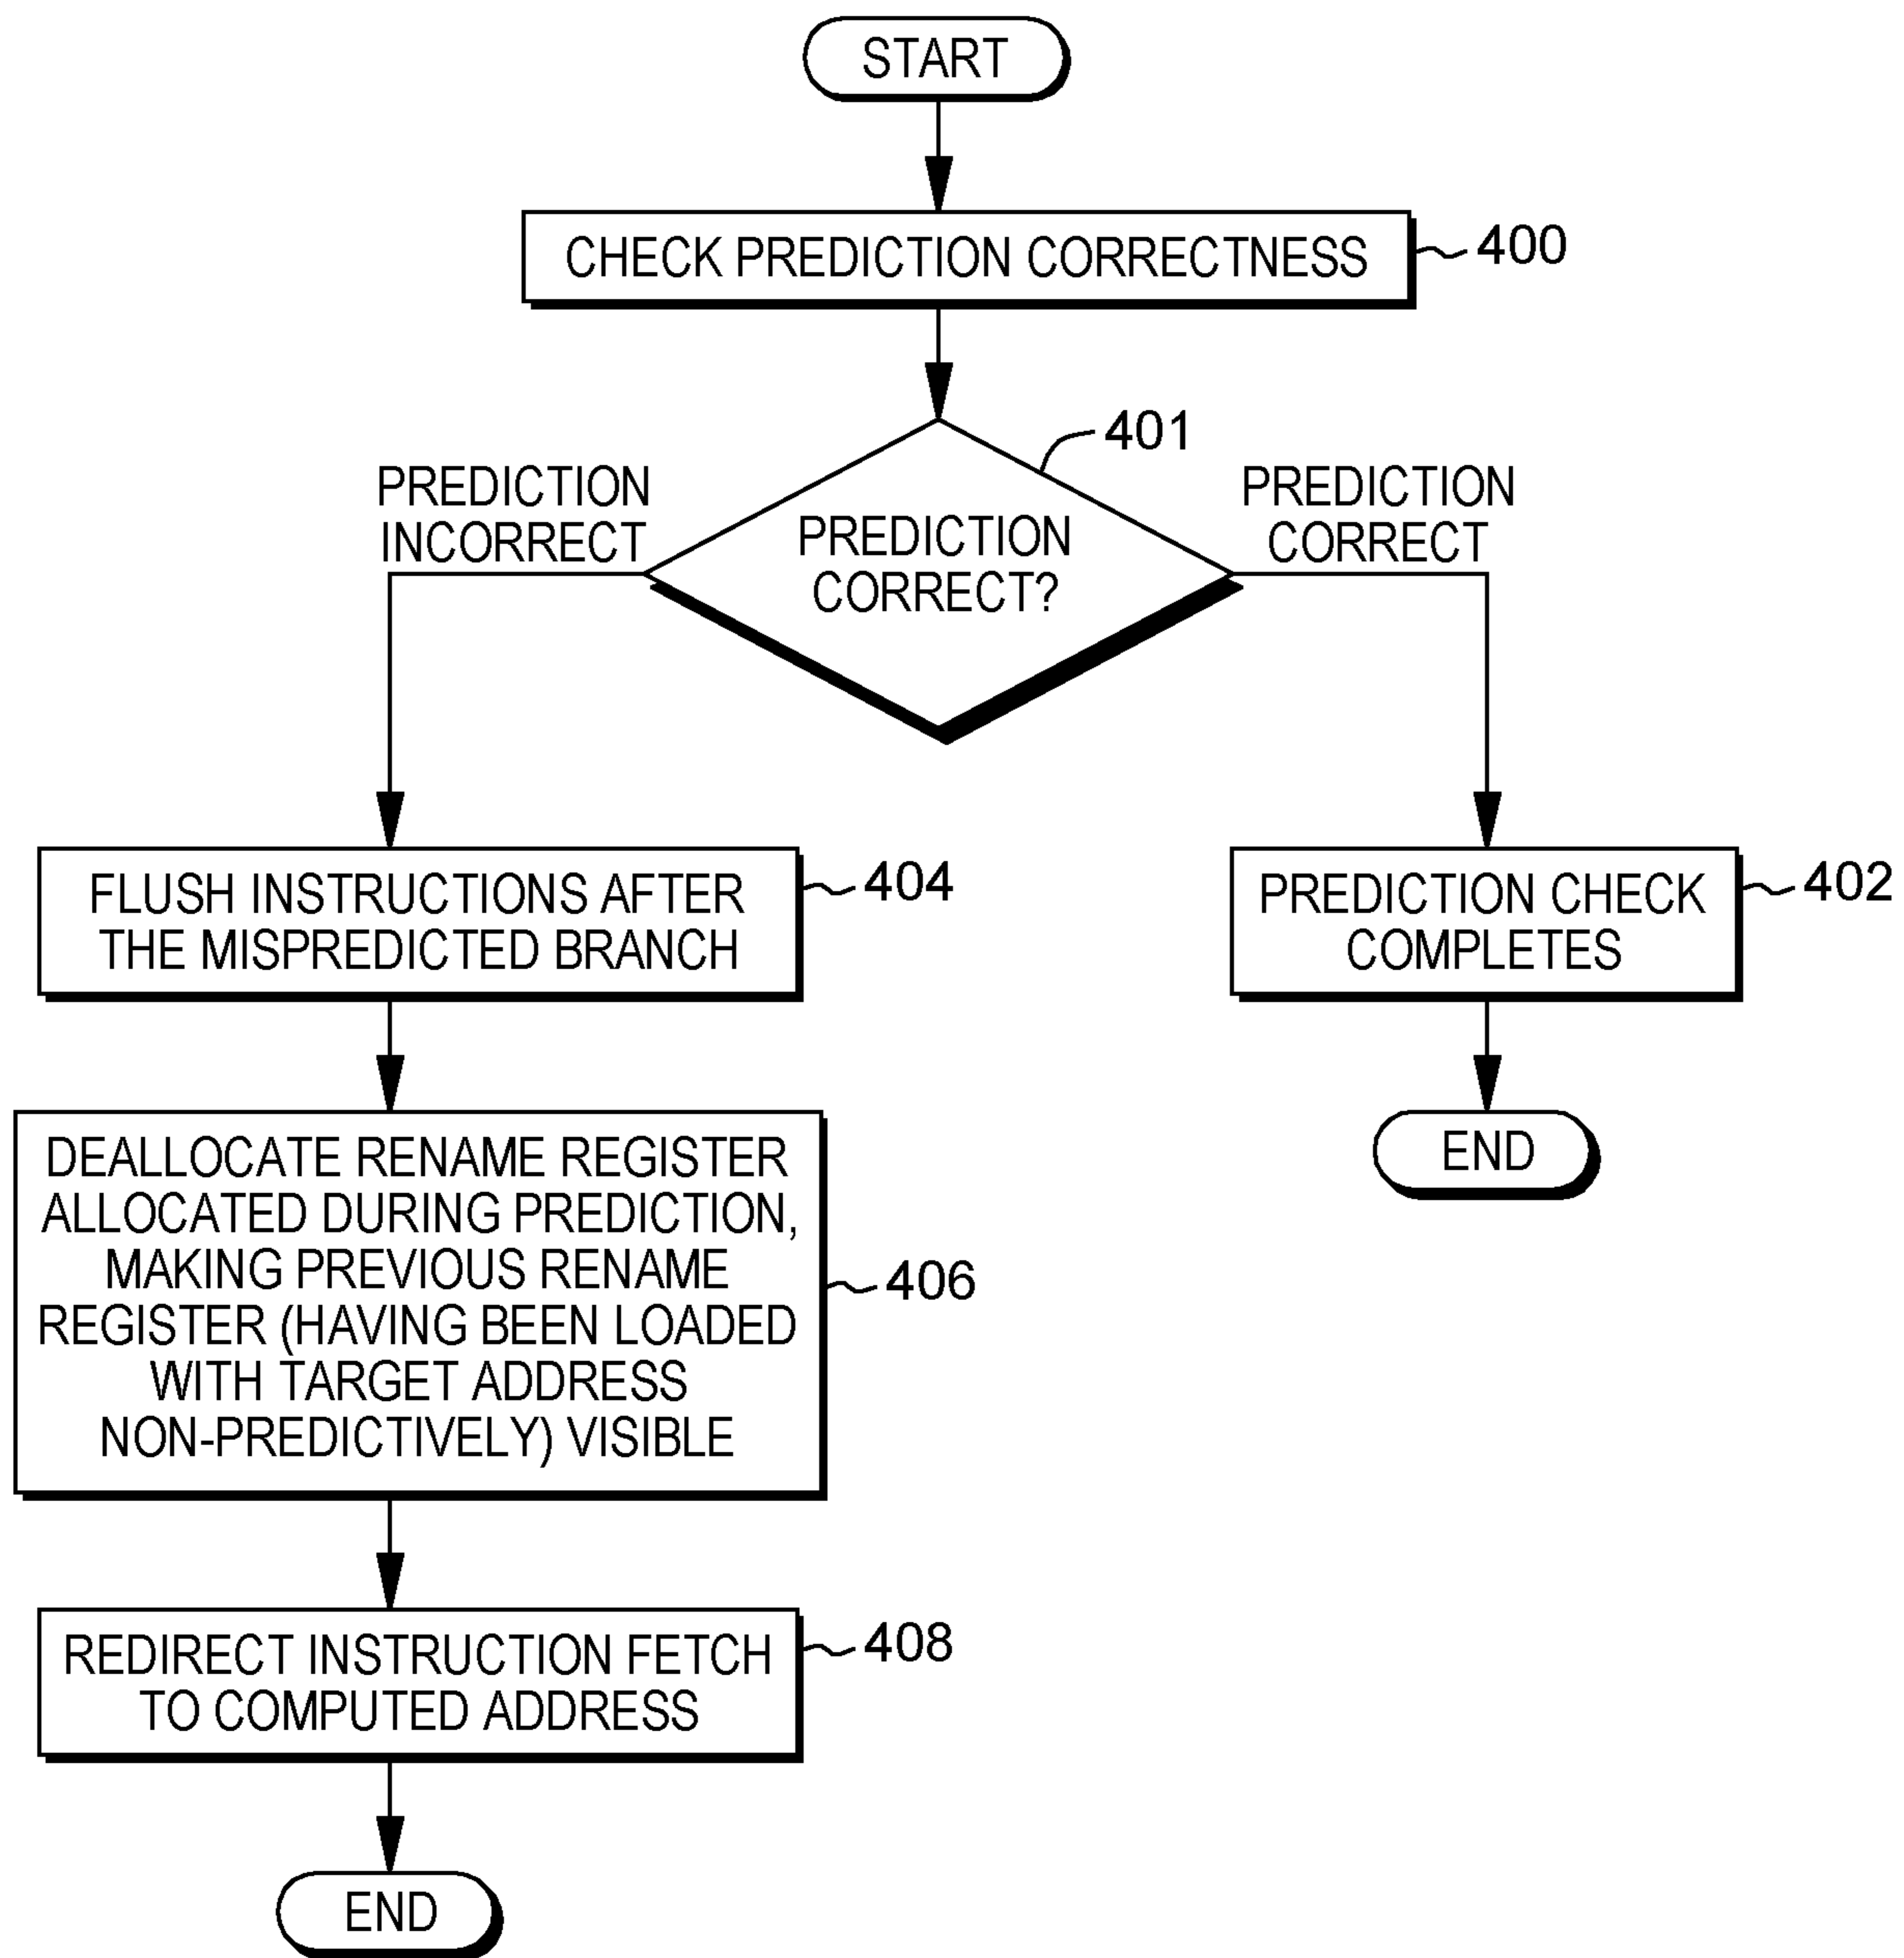 START
CHECK PREDICTION CORRECTNESS
400
401
PREDICTION
INCORRECT
PREDICTION
CORRECT?
PREDICTION
CORRECT
FLUSH INSTRUCTIONS AFTER
THE MISPREDICTED BRANCH
404
PREDICTION CHECK
COMPLETES
402
DEALLOCATE RENAME REGISTER
ALLOCATED DURING PREDICTION,
MAKING PREVIOUS RENAME
REGISTER (HAVING BEEN LOADED
WITH TARGET ADDRESS
NON-PREDICTIVELY) VISIBLE
406
END
REDIRECT INSTRUCTION FETCH
TO COMPUTED ADDRESS
408
END